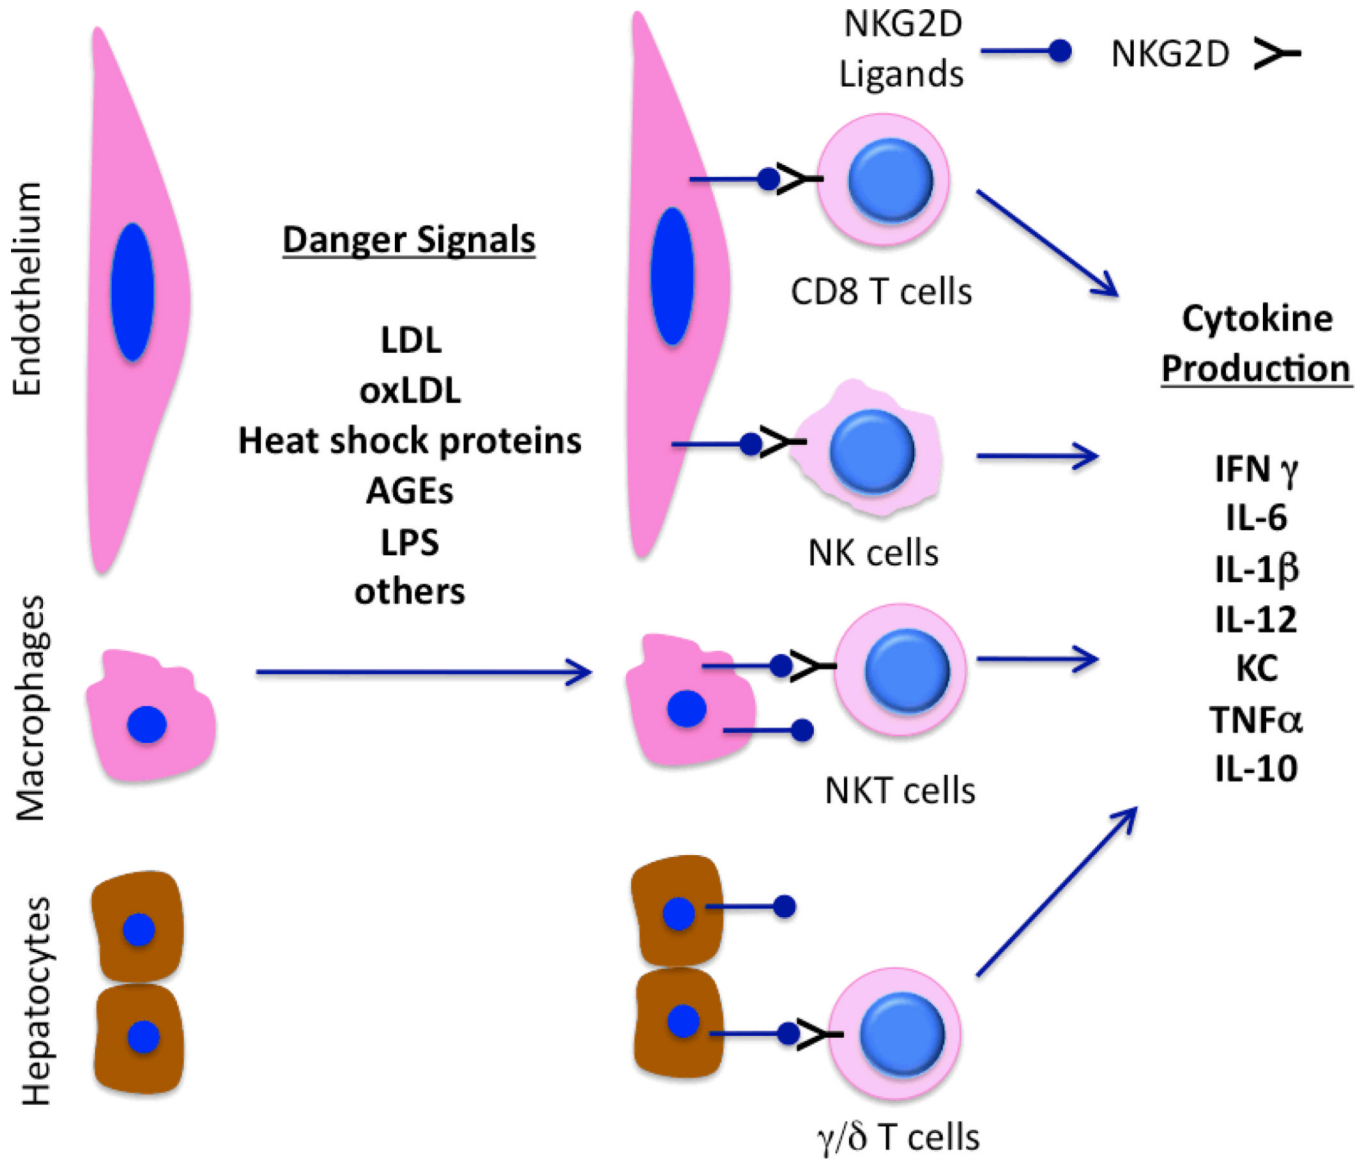 NKG2D
Ligands
NKG2D
Endothelium
Danger Signals
LDL
oxLDL
Heat shock proteins
AGEs
LPS
others
CD8 T cells
NK cells
Macrophages
NKT cells
Hepatocytes
γ/δ T cells
Cytokine
Production
IFN γ
IL-6
IL-1β
IL-12
KC
TNFα
IL-10